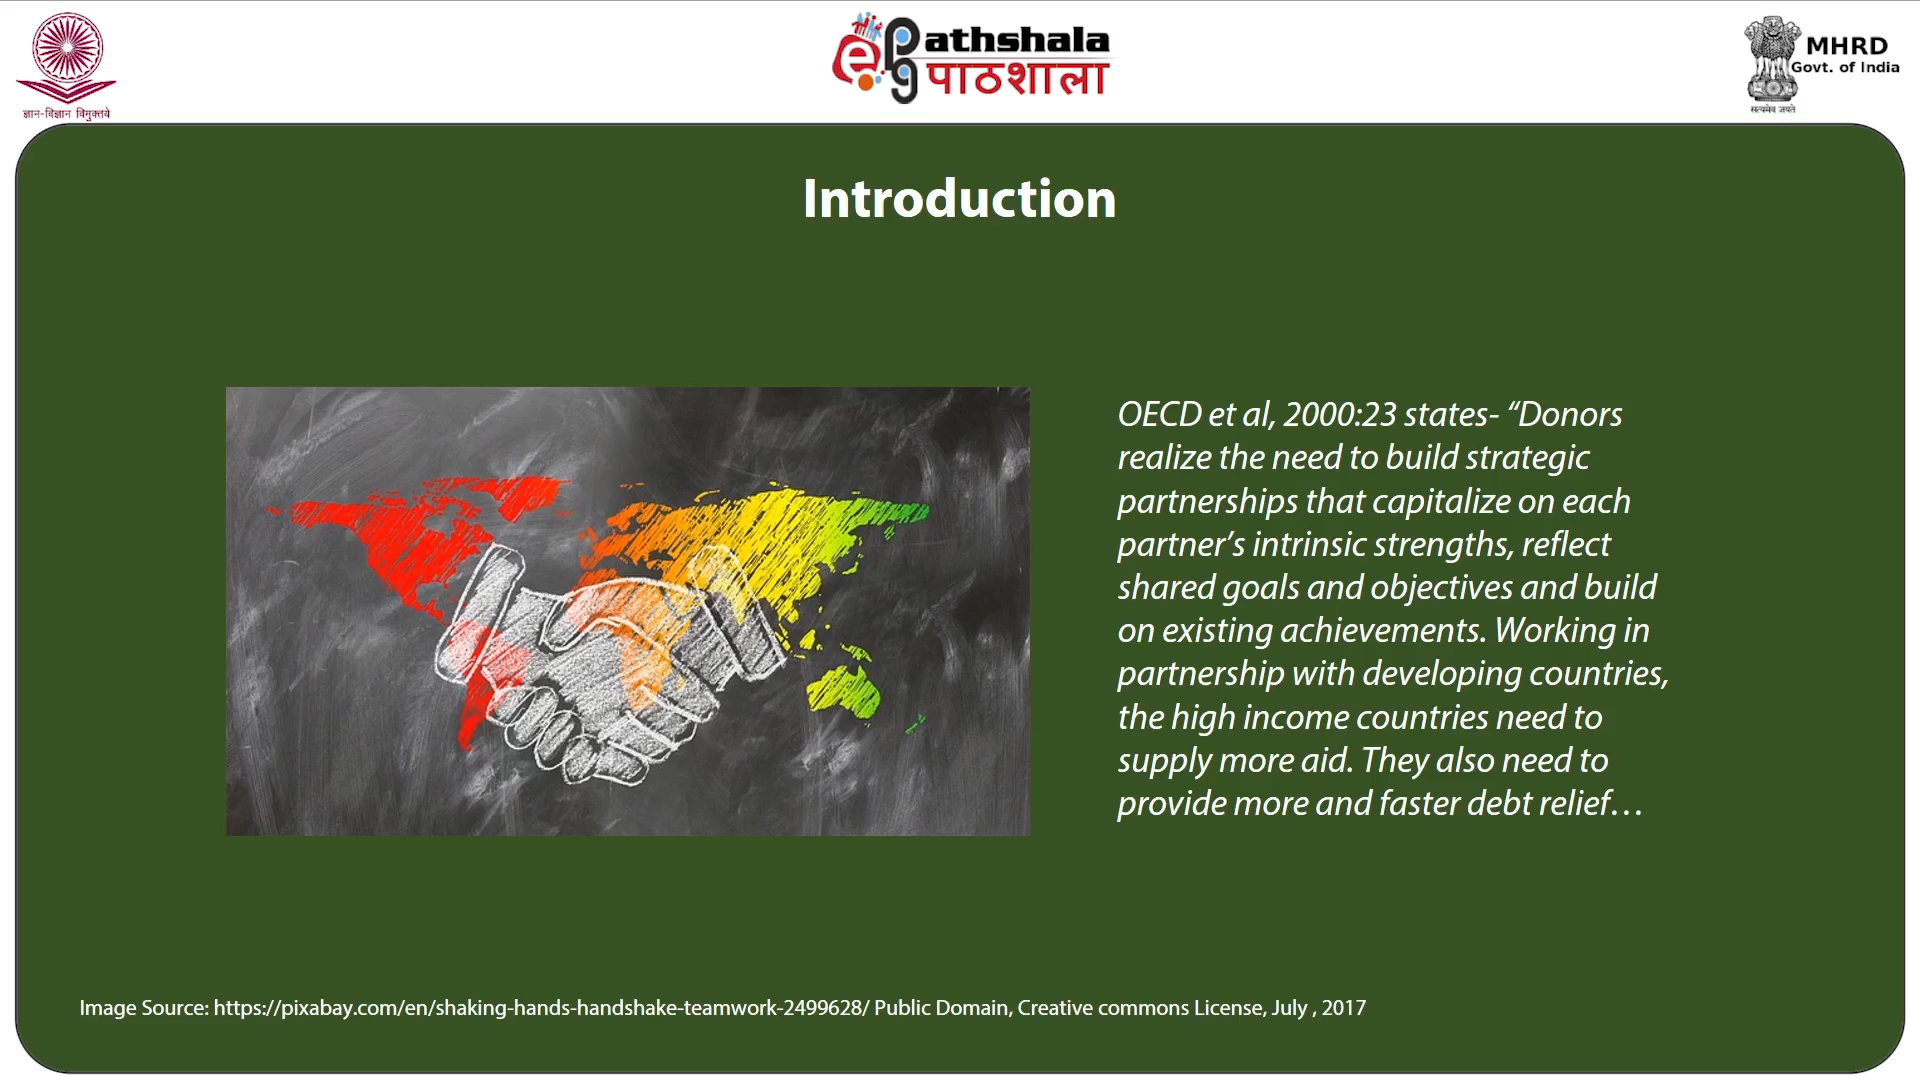 ज्ञान-विज्ञान विमुक्तये
ePathshala
पाठशाला
MHRD
Govt. of India
सत्यमेव जयते
Introduction
OECD et al, 2000:23 states- “Donors
realize the need to build strategic
partnerships that capitalize on each
partner’s intrinsic strengths, reflect
shared goals and objectives and build
on existing achievements. Working in
partnership with developing countries,
the high income countries need to
supply more aid. They also need to
provide more and faster debt relief…
Image Source: https://pixabay.com/en/shaking-hands-handshake-teamwork-2499628/ Public Domain, Creative commons License, July , 2017